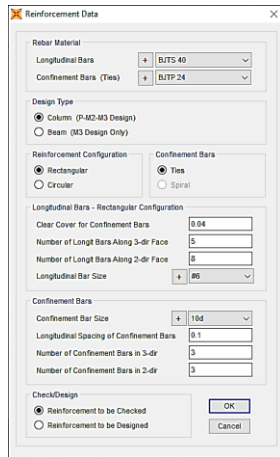 Reinforcement Data
Rebar Material
Longitudinal Bars + BJTS 40
Confinement Bars (Ties) + BJTP 24
Design Type
Column (P-M2-M3 Design)
Beam (M3 Design Only)
Reinforcement Configuration Confinement Bars
Rectangular Ties
Circular Spiral
Longitudinal Bars - Rectangular Configuration
Clear Cover for Confinement Bars 0.04
Number of Longit Bars Along 3-dir Face 5
Number of Longit Bars Along 2-dir Face 8
Longitudinal Bar Size + #6
Confinement Bars
Confinement Bar Size + 10d
Longitudinal Spacing of Confinement Bars 0.1
Number of Confinement Bars in 3-dir 3
Number of Confinement Bars in 2-dir 3
Check/Design
Reinforcement to be Checked OK
Reinforcement to be Designed Cancel